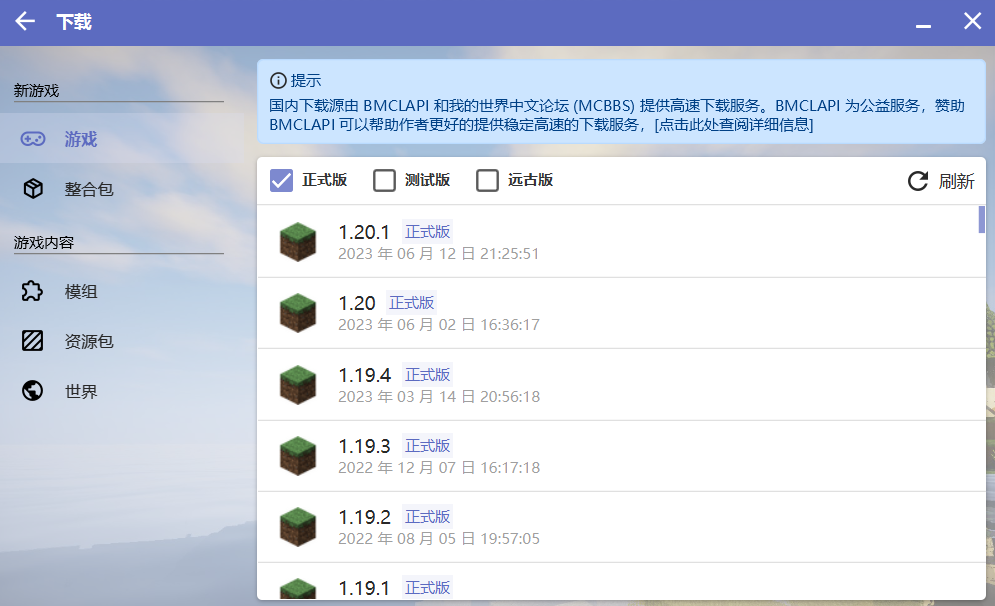 下载
新游戏
游戏
整合包
游戏内容
模组
资源包
世界
提示
国内下载源由 BMCLAPI 和我的世界中文论坛 (MCBBS) 提供高速下载服务。BMCLAPI 为公益服务，赞助
BMCLAPI 可以帮助作者更好的提供稳定高速的下载服务，[点击此处查阅详细信息]
正式版 测试版 远古版 刷新
1.20.1 正式版
2023 年 06 月 12 日 21:25:51
1.20 正式版
2023 年 06 月 02 日 16:36:17
1.19.4 正式版
2023 年 03 月 14 日 20:56:18
1.19.3 正式版
2022 年 12 月 07 日 16:17:18
1.19.2 正式版
2022 年 08 月 05 日 19:57:05
1.19.1 正式版